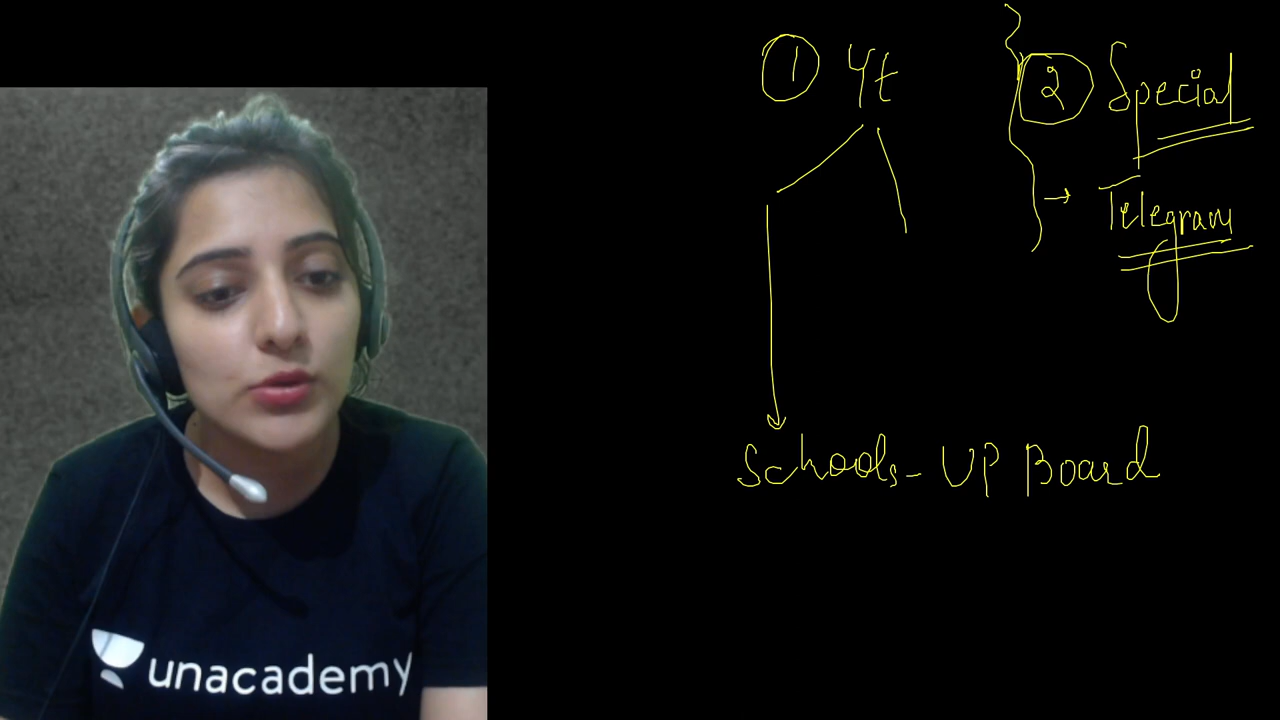 1 Yt
2 Special
→ Telegram
Schools - UP Board
unacademy